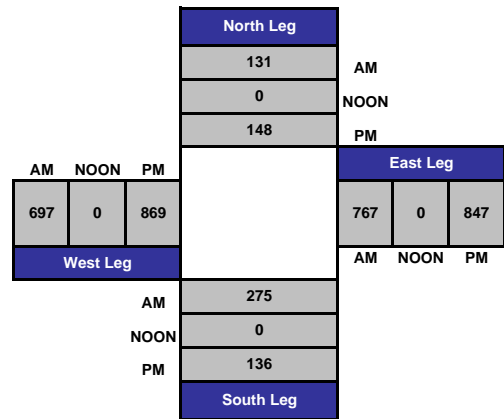 North Leg
131 AM
0 NOON
148 PM
AM NOON PM East Leg
697 0 869 767 0 847
West Leg AM NOON PM
AM 275
NOON 0
PM 136
South Leg